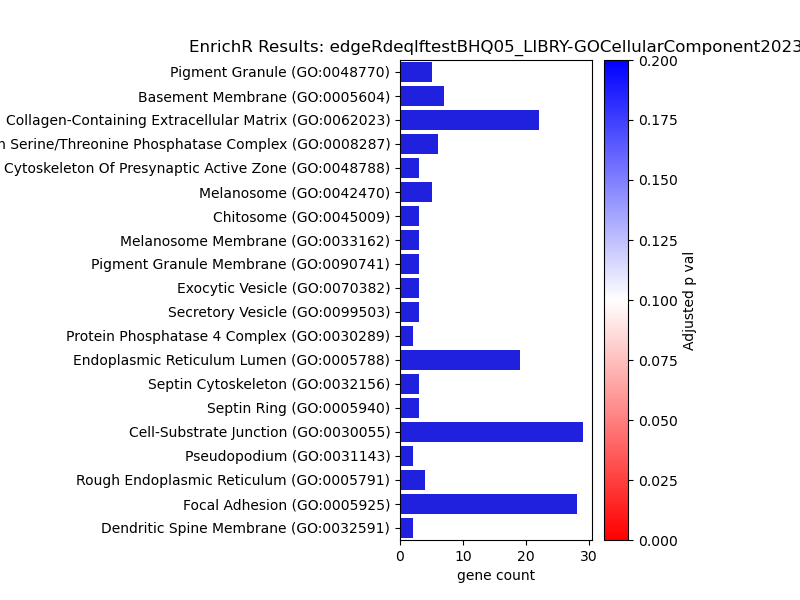 EnrichR Results: edgeRdeqlftestBHQ05_LIBRY-GOCellularComponent2023
Pigment Granule (GO:0048770)
Basement Membrane (GO:0005604)
Collagen-Containing Extracellular Matrix (GO:0062023)
Serine/Threonine Phosphatase Complex (GO:0008287)
Cytoskeleton Of Presynaptic Active Zone (GO:0048788)
Melanosome (GO:0042470)
Chitosome (GO:0045009)
Melanosome Membrane (GO:0033162)
Pigment Granule Membrane (GO:0090741)
Exocytic Vesicle (GO:0070382)
Secretory Vesicle (GO:0099503)
Protein Phosphatase 4 Complex (GO:0030289)
Endoplasmic Reticulum Lumen (GO:0005788)
Septin Cytoskeleton (GO:0032156)
Septin Ring (GO:0005940)
Cell-Substrate Junction (GO:0030055)
Pseudopodium (GO:0031143)
Rough Endoplasmic Reticulum (GO:0005791)
Focal Adhesion (GO:0005925)
Dendritic Spine Membrane (GO:0032591)
0 10 20 30
gene count
0.200
0.175
0.150
0.125
0.100
0.075
0.050
0.025
0.000
Adjusted p val